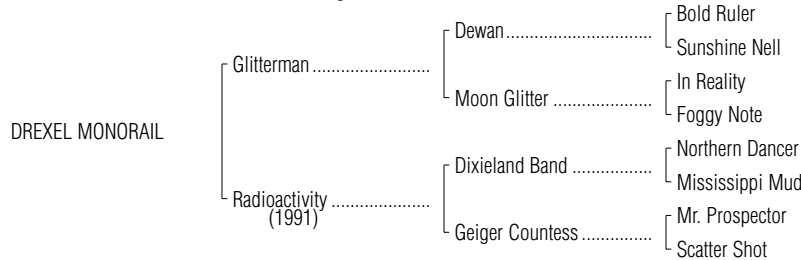 Bold Ruler
Dewan..............................
Sunshine Nell
Glitterman ........................
In Reality
Moon Glitter ....................
Foggy Note
DREXEL MONORAIL
Northern Dancer
Dixieland Band ................
Mississippi Mud
Radioactivity ....................
(1991)
Mr. Prospector
Geiger Countess..............
Scatter Shot